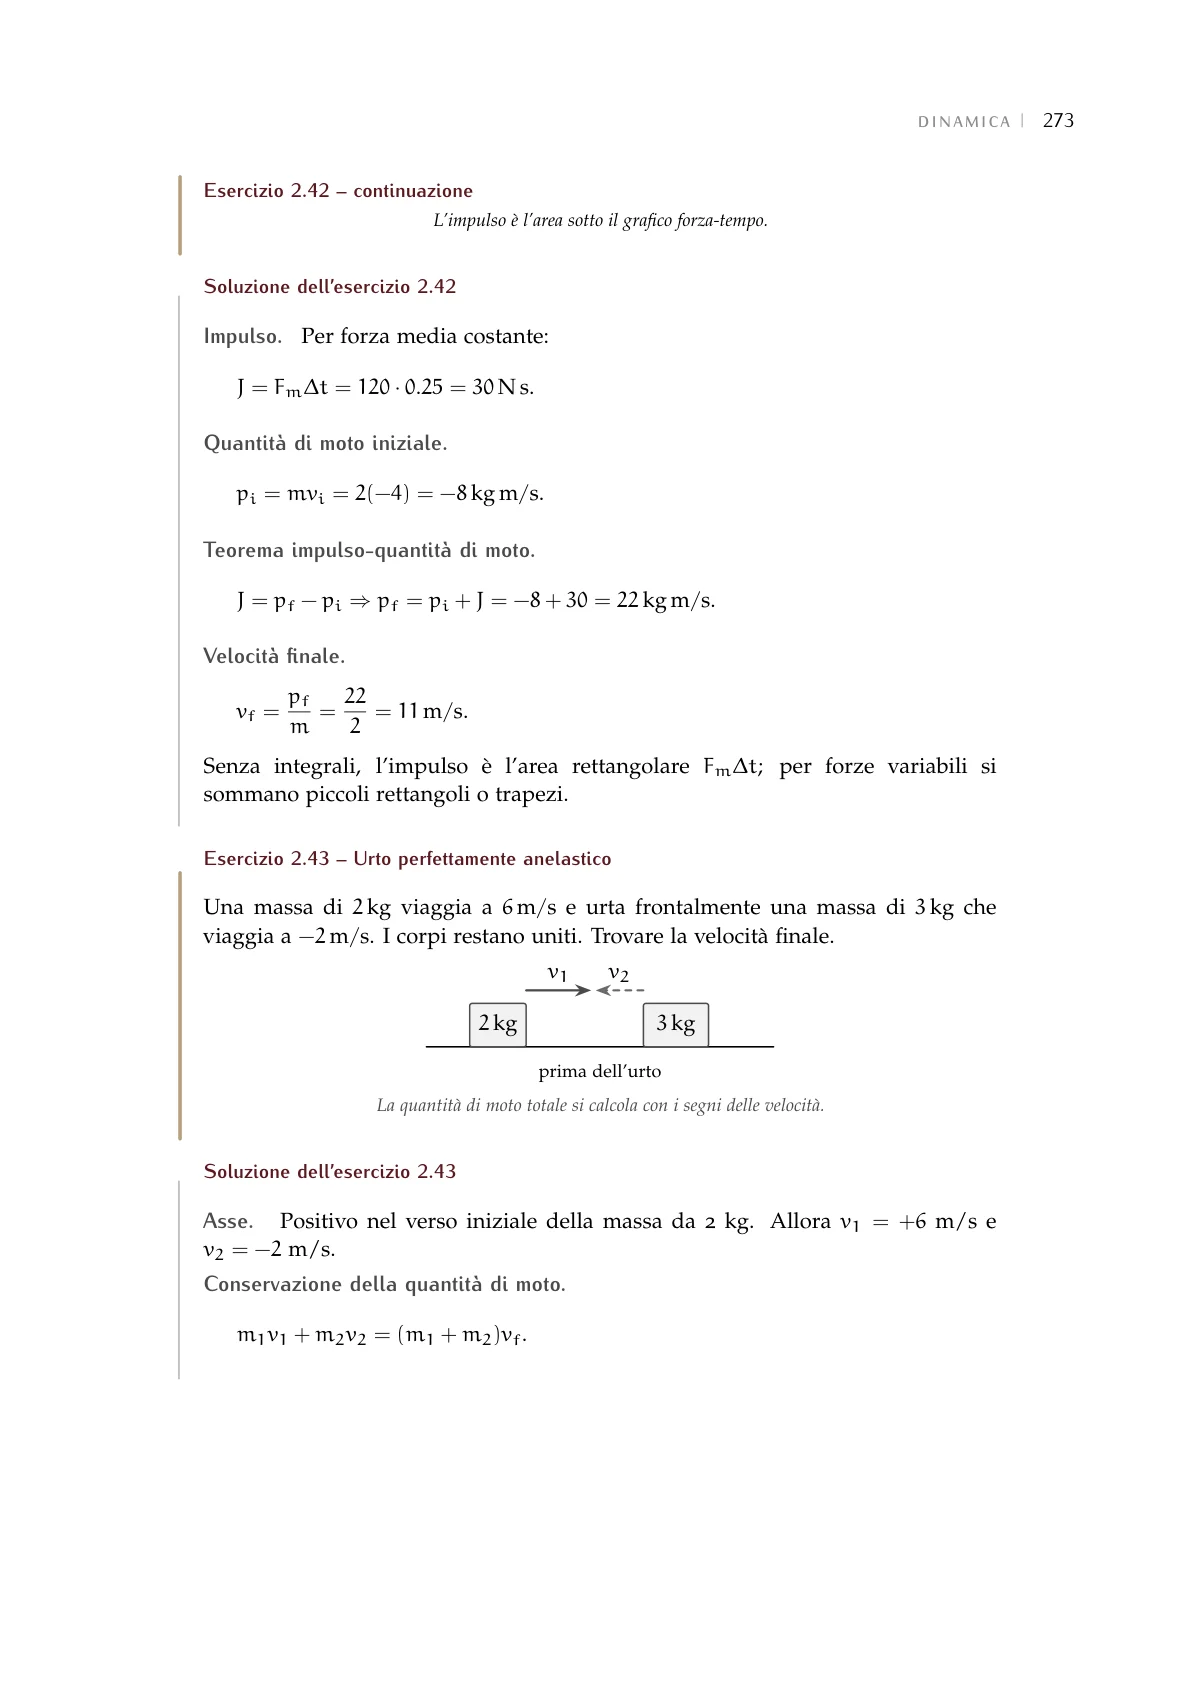 DINAMICA | 273
Esercizio 2.42 – continuazione
L'impulso è l'area sotto il grafico forza-tempo.
Soluzione dell'esercizio 2.42
Impulso. Per forza media costante:
J = F_m Δt = 120 · 0.25 = 30 N s.
Quantità di moto iniziale.
p_i = mv_i = 2(−4) = −8 kg m/s.
Teorema impulso-quantità di moto.
J = p_f − p_i ⇒ p_f = p_i + J = −8 + 30 = 22 kg m/s.
Velocità finale.
v_f = p_f/m = 22/2 = 11 m/s.
Senza integrali, l'impulso è l'area rettangolare F_m Δt; per forze variabili si
sommano piccoli rettangoli o trapezi.
Esercizio 2.43 – Urto perfettamente anelastico
Una massa di 2 kg viaggia a 6 m/s e urta frontalmente una massa di 3 kg che
viaggia a −2 m/s. I corpi restano uniti. Trovare la velocità finale.
v₁ v₂
2 kg 3 kg
prima dell'urto
La quantità di moto totale si calcola con i segni delle velocità.
Soluzione dell'esercizio 2.43
Asse. Positivo nel verso iniziale della massa da 2 kg. Allora v₁ = +6 m/s e
v₂ = −2 m/s.
Conservazione della quantità di moto.
m₁v₁ + m₂v₂ = (m₁ + m₂)v_f.